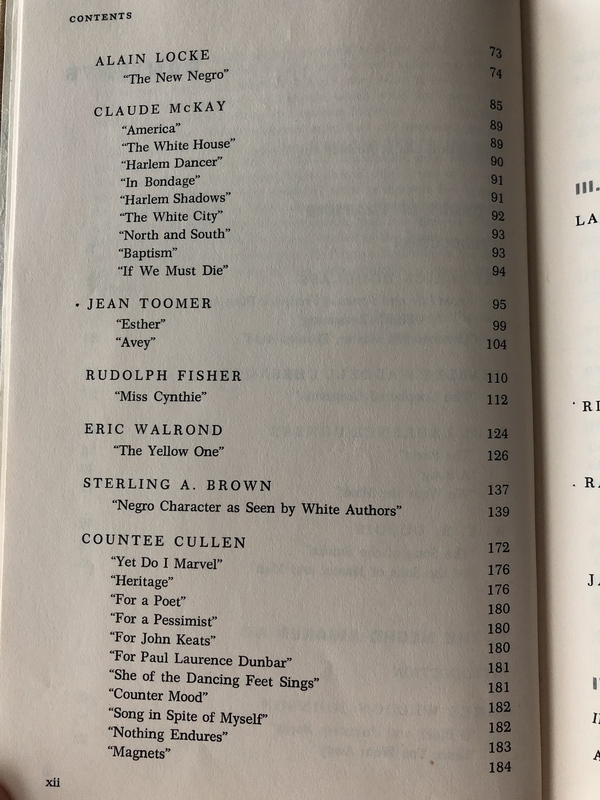 CONTENTS
ALAIN LOCKE 73
"The New Negro" 74
CLAUDE McKAY 85
"America" 89
"The White House" 89
"Harlem Dancer" 90
"In Bondage" 91
"Harlem Shadows" 91
"The White City" 92
"North and South" 93
"Baptism" 93
"If We Must Die" 94
• JEAN TOOMER 95
"Esther" 99
"Avey" 104
RUDOLPH FISHER 110
"Miss Cynthie" 112
ERIC WALROND 124
"The Yellow One" 126
STERLING A. BROWN 137
"Negro Character as Seen by White Authors" 139
COUNTEE CULLEN 172
"Yet Do I Marvel" 176
"Heritage" 176
"For a Poet" 180
"For a Pessimist" 180
"For John Keats" 180
"For Paul Laurence Dunbar" 181
"She of the Dancing Feet Sings" 181
"Counter Mood" 182
"Song in Spite of Myself" 182
"Nothing Endures" 183
"Magnets" 184
xii
III.
LA
RI
RA
JA